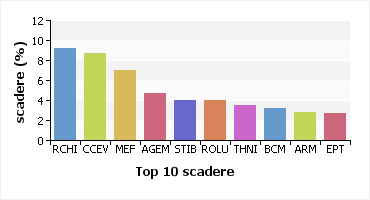 scadere (%)
12
10
8
6
4
2
0
RCHI CCEV MEF AGEM STIB ROLU THNI BCM ARM EPT
Top 10 scadere